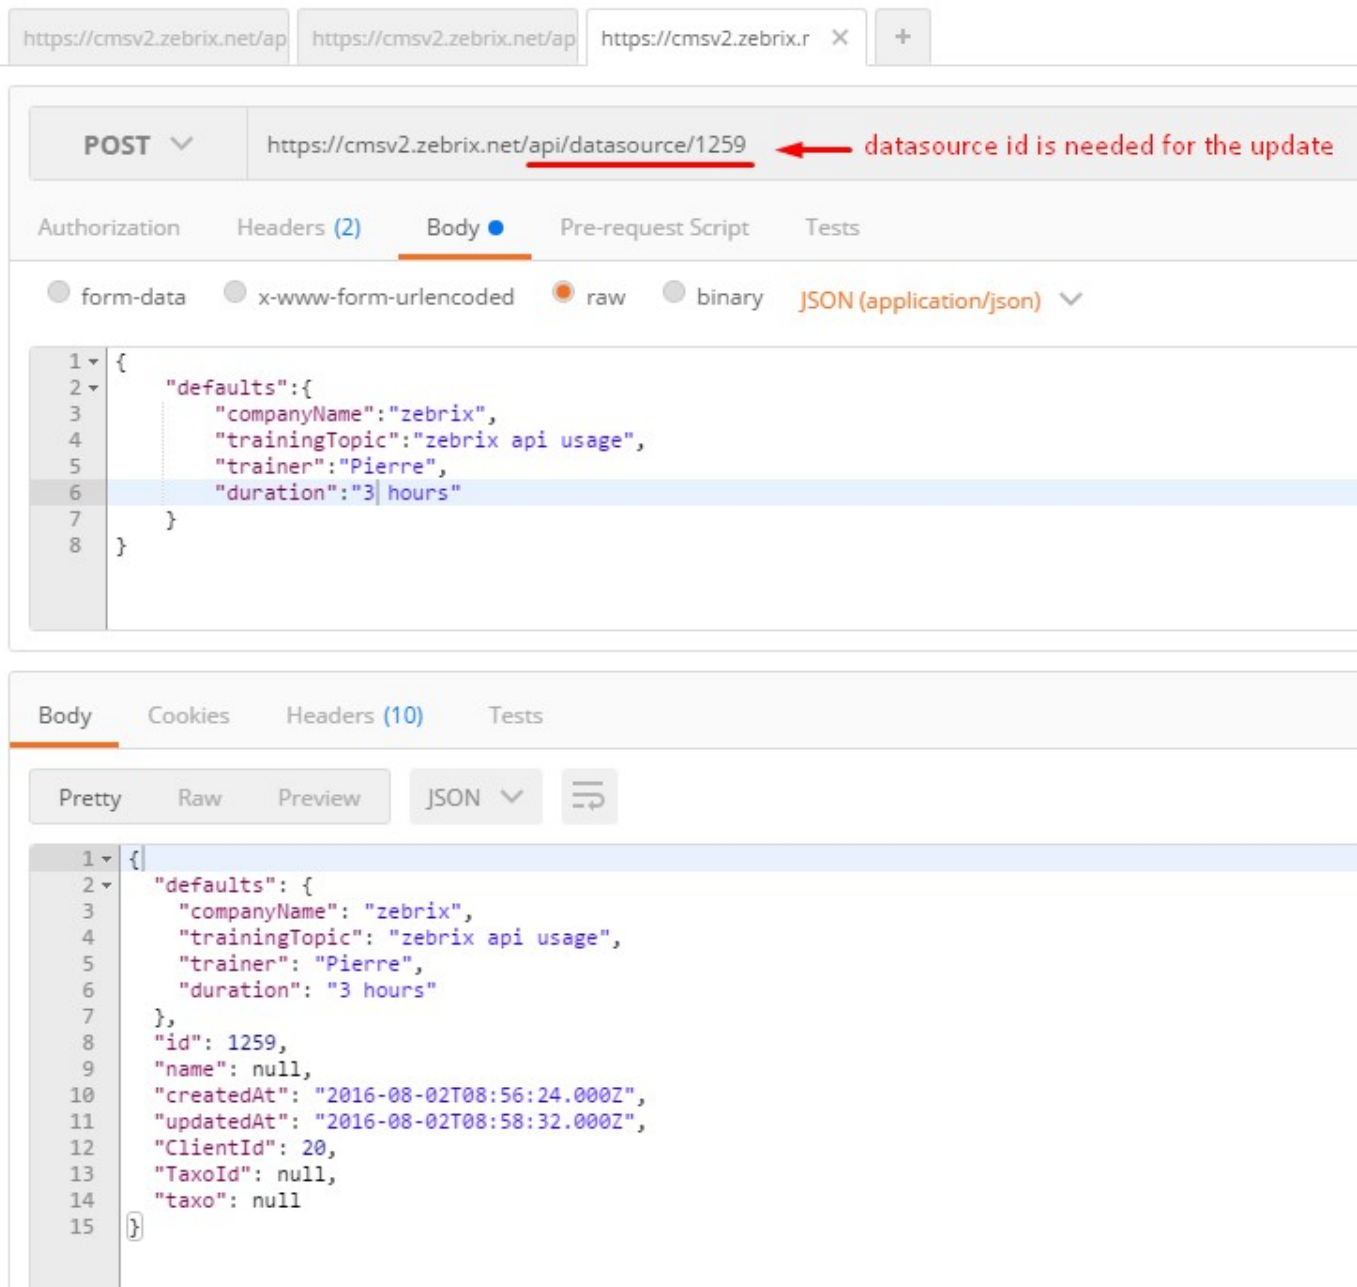 https://cmsv2.zebrix.net/ap https://cmsv2.zebrix.net/ap https://cmsv2.zebrix.r × +
POST https://cmsv2.zebrix.net/api/datasource/1259 datasource id is needed for the update
Authorization Headers (2) Body Pre-request Script Tests
form-data x-www-form-urlencoded raw binary JSON (application/json)
1 {
2 "defaults":{
3 "companyName":"zebrix",
4 "trainingTopic":"zebrix api usage",
5 "trainer":"Pierre",
6 "duration":"3 hours"
7 }
8 }
Body Cookies Headers (10) Tests
Pretty Raw Preview JSON
1 {
2 "defaults": {
3 "companyName": "zebrix",
4 "trainingTopic": "zebrix api usage",
5 "trainer": "Pierre",
6 "duration": "3 hours"
7 },
8 "id": 1259,
9 "name": null,
10 "createdAt": "2016-08-02T08:56:24.000Z",
11 "updatedAt": "2016-08-02T08:58:32.000Z",
12 "ClientId": 20,
13 "TaxoId": null,
14 "taxo": null
15 }